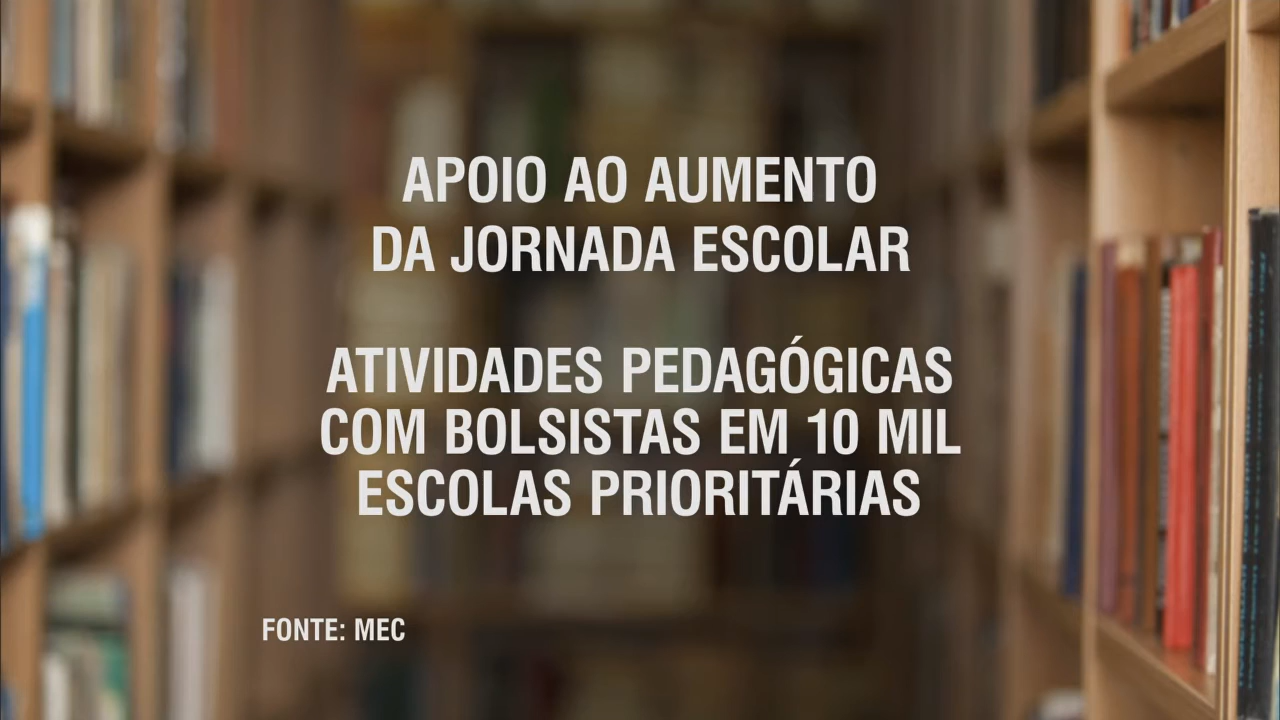 APOIO AO AUMENTO
DA JORNADA ESCOLAR
ATIVIDADES PEDAGÓGICAS
COM BOLSISTAS EM 10 MIL
ESCOLAS PRIORITÁRIAS
FONTE: MEC